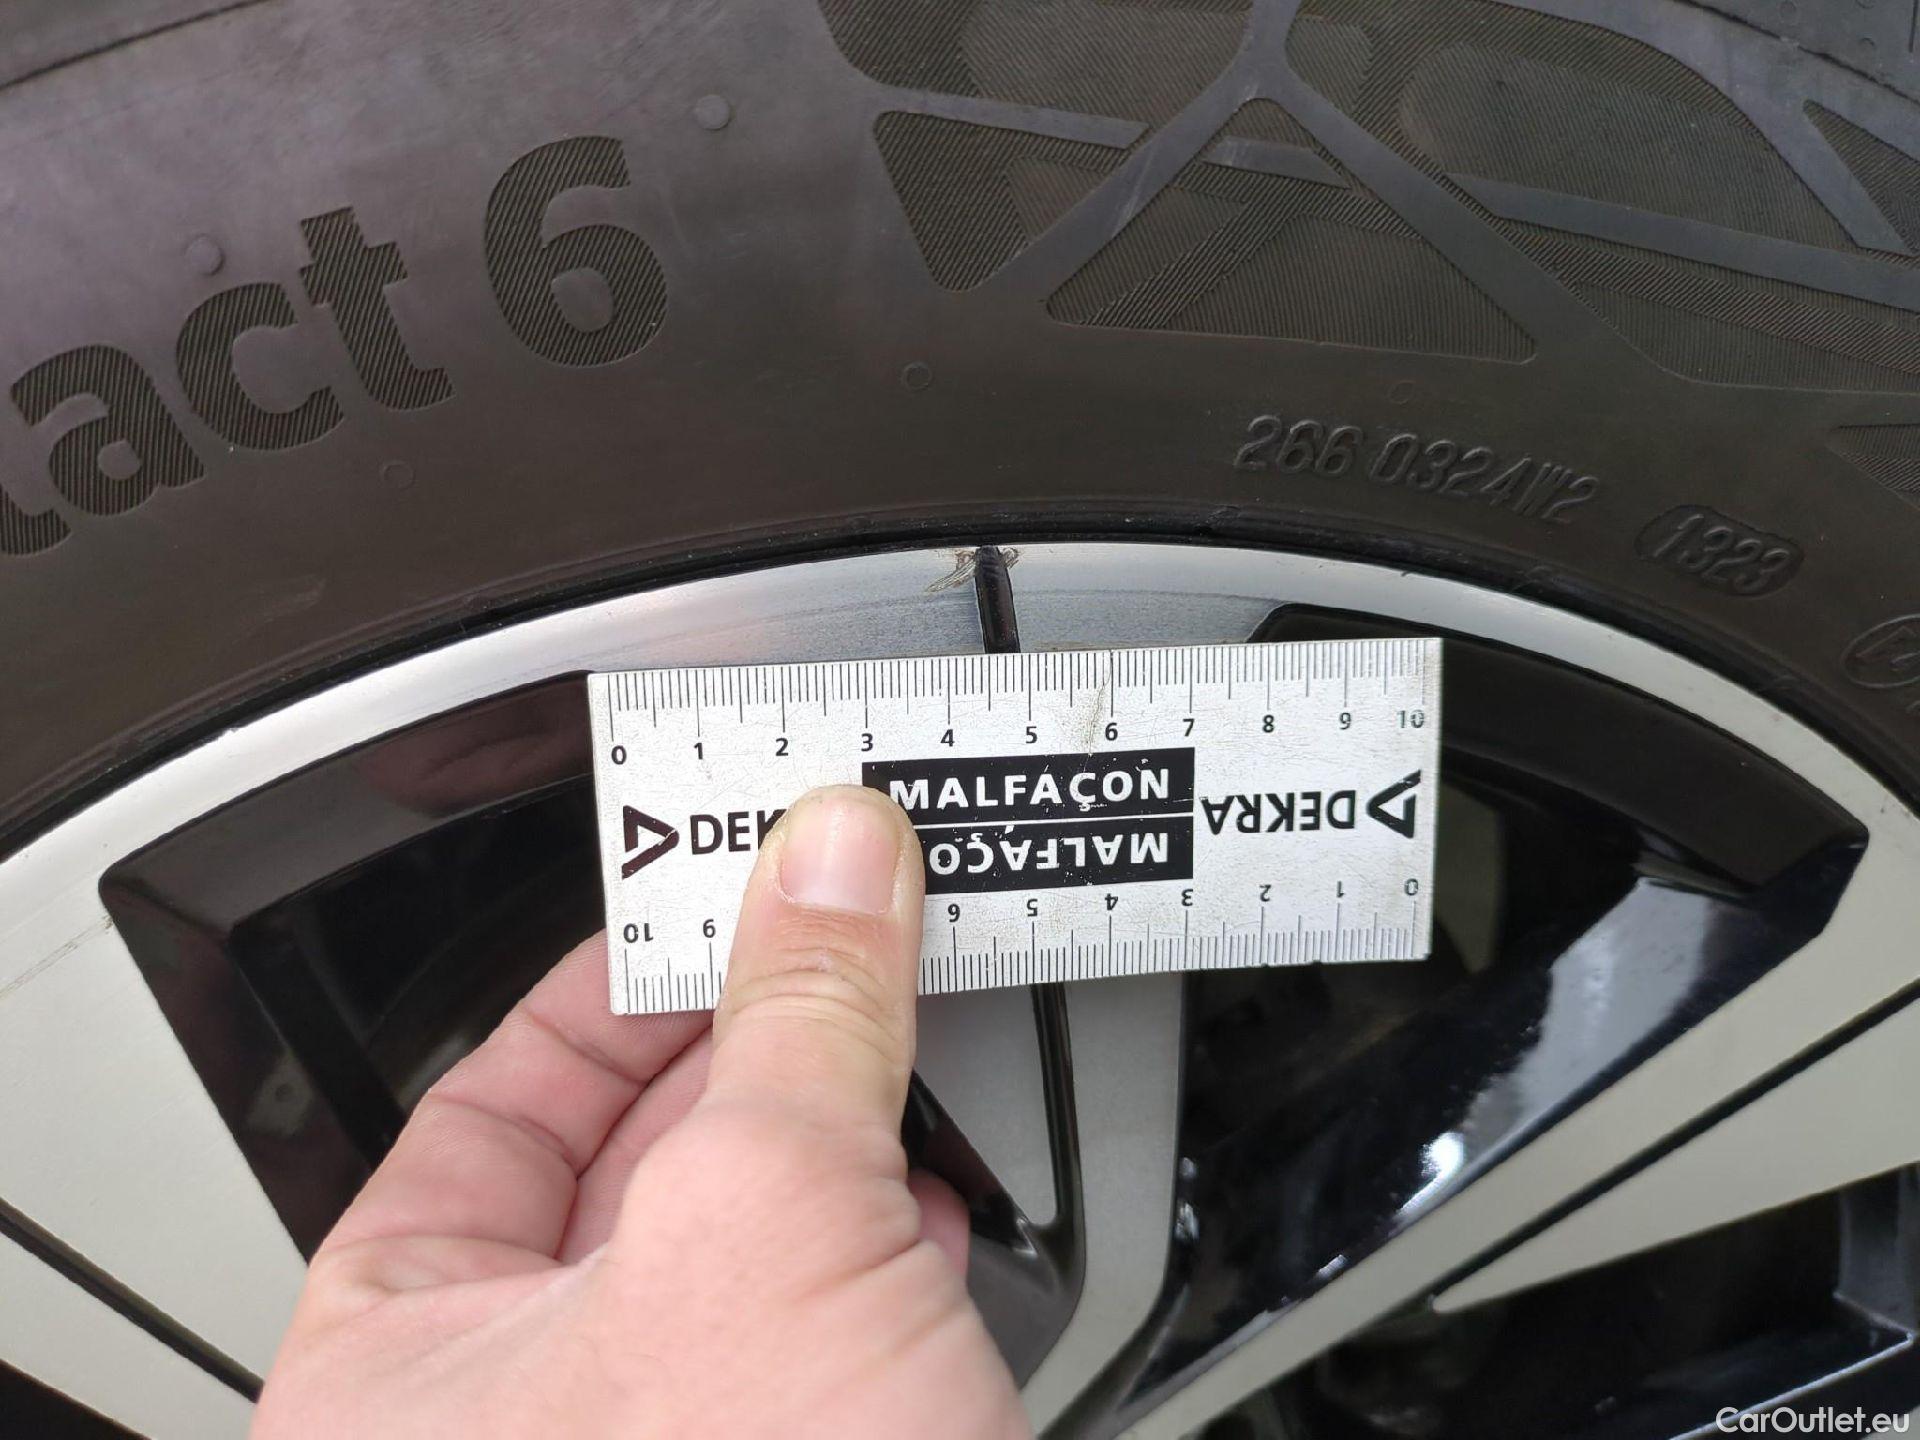 act 6
266 0324W2
1323
0 1 2 3 4 5 6 7 8 9 10
MALFAÇON
DEK
DEKRA
MALFAÇO
0 1 2 3 4 5 6 9 10
CarOutlet.eu